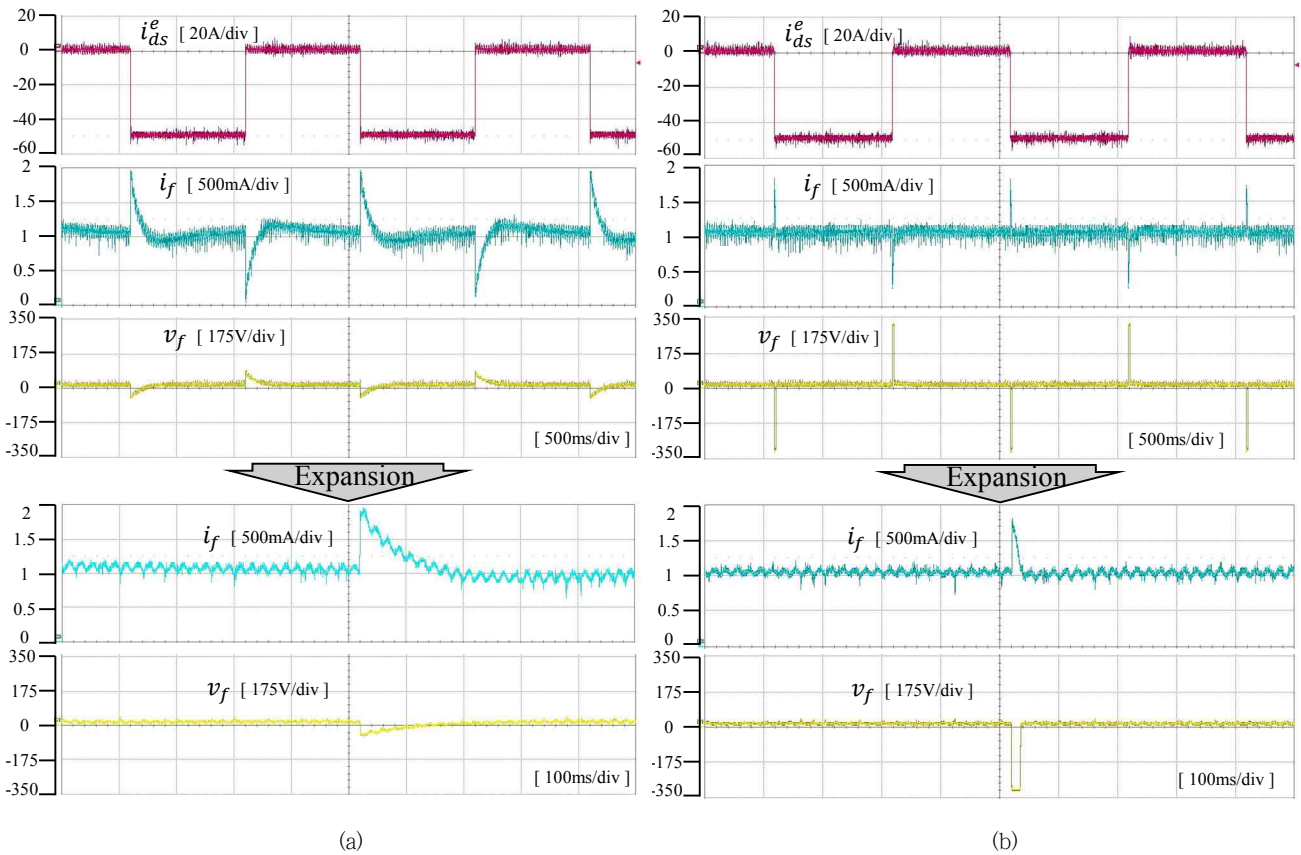 i_ds^e [ 20A/div ]
20
0
-20
-40
-60
i_f [ 500mA/div ]
2
1.5
1
0.5
0
v_f [ 175V/div ]
350
175
0
-175
-350
[ 500ms/div ]
Expansion
i_f [ 500mA/div ]
2
1.5
1
0.5
0
v_f [ 175V/div ]
350
175
0
-175
-350
[ 100ms/div ]
(a)
i_ds^e [ 20A/div ]
20
0
-20
-40
-60
i_f [ 500mA/div ]
2
1.5
1
0.5
0
v_f [ 175V/div ]
350
175
0
-175
-350
[ 500ms/div ]
Expansion
i_f [ 500mA/div ]
2
1.5
1
0.5
0
v_f [ 175V/div ]
350
175
0
-175
-350
[ 100ms/div ]
(b)